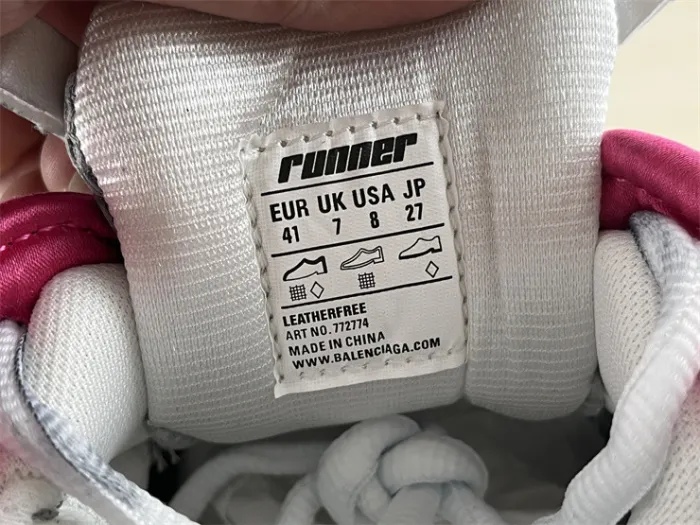 runner
EUR UK USA JP
41 7 8 27
LEATHERFREE
ART NO. 772774
MADE IN CHINA
WWW.BALENCIAGA.COM